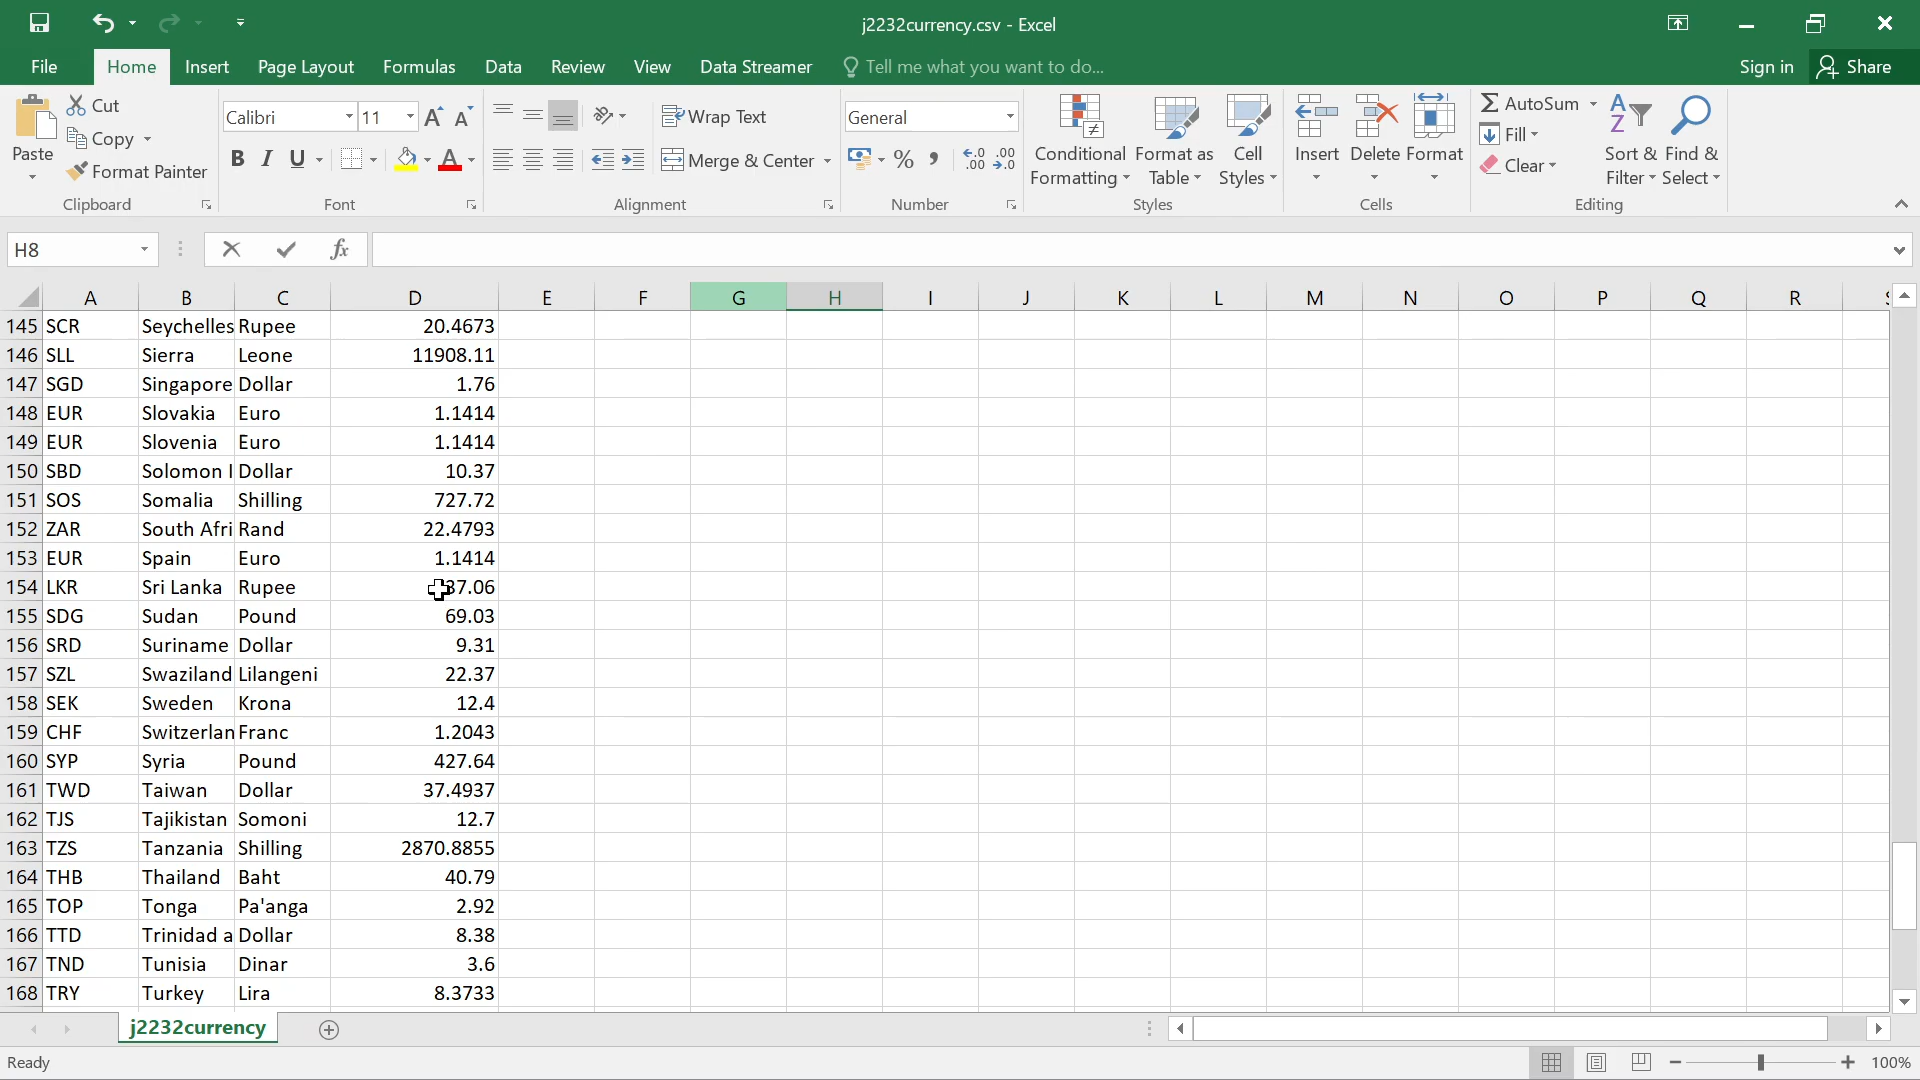 j2232currency.csv - Excel
File Home Insert Page Layout Formulas Data Review View Data Streamer Tell me what you want to do... Sign in Share
Paste Cut Copy Format Painter Clipboard
Calibri 11 B I U A A A Font
Wrap Text Merge & Center Alignment
General % .0 .00 .00 .0 Number
Conditional Formatting Format as Table Cell Styles Styles
Insert Delete Format Cells
AutoSum Fill Clear Sort & Filter Find & Select Editing
H8 fx
A B C D E F G H I J K L M N O P Q R
145 SCR Seychelles Rupee 20.4673
146 SLL Sierra Leone 11908.11
147 SGD Singapore Dollar 1.76
148 EUR Slovakia Euro 1.1414
149 EUR Slovenia Euro 1.1414
150 SBD Solomon I Dollar 10.37
151 SOS Somalia Shilling 727.72
152 ZAR South Afri Rand 22.4793
153 EUR Spain Euro 1.1414
154 LKR Sri Lanka Rupee
155 SDG Sudan Pound 69.03
156 SRD Suriname Dollar 9.31
157 SZL Swaziland Lilangeni 22.37
158 SEK Sweden Krona 12.4
159 CHF Switzerlan Franc 1.2043
160 SYP Syria Pound 427.64
161 TWD Taiwan Dollar 37.4937
162 TJS Tajikistan Somoni 12.7
163 TZS Tanzania Shilling 2870.8855
164 THB Thailand Baht 40.79
165 TOP Tonga Pa'anga 2.92
166 TTD Trinidad a Dollar 8.38
167 TND Tunisia Dinar 3.6
168 TRY Turkey Lira 8.3733
j2232currency
Ready 100%